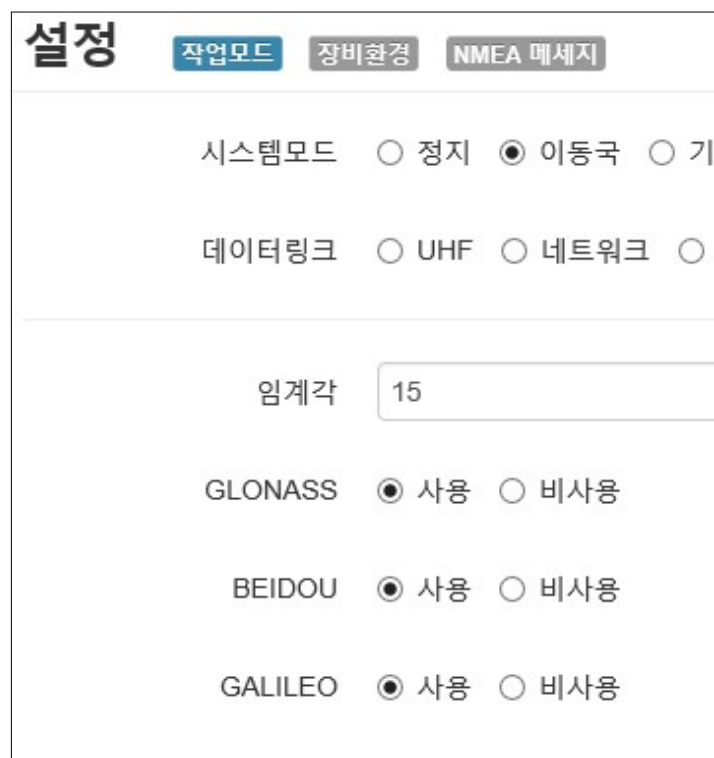 설정 작업모드 장비환경 NMEA 메세지
시스템모드 정지 이동국 기
데이터링크 UHF 네트워크
임계각 15
GLONASS 사용 비사용
BEIDOU 사용 비사용
GALILEO 사용 비사용